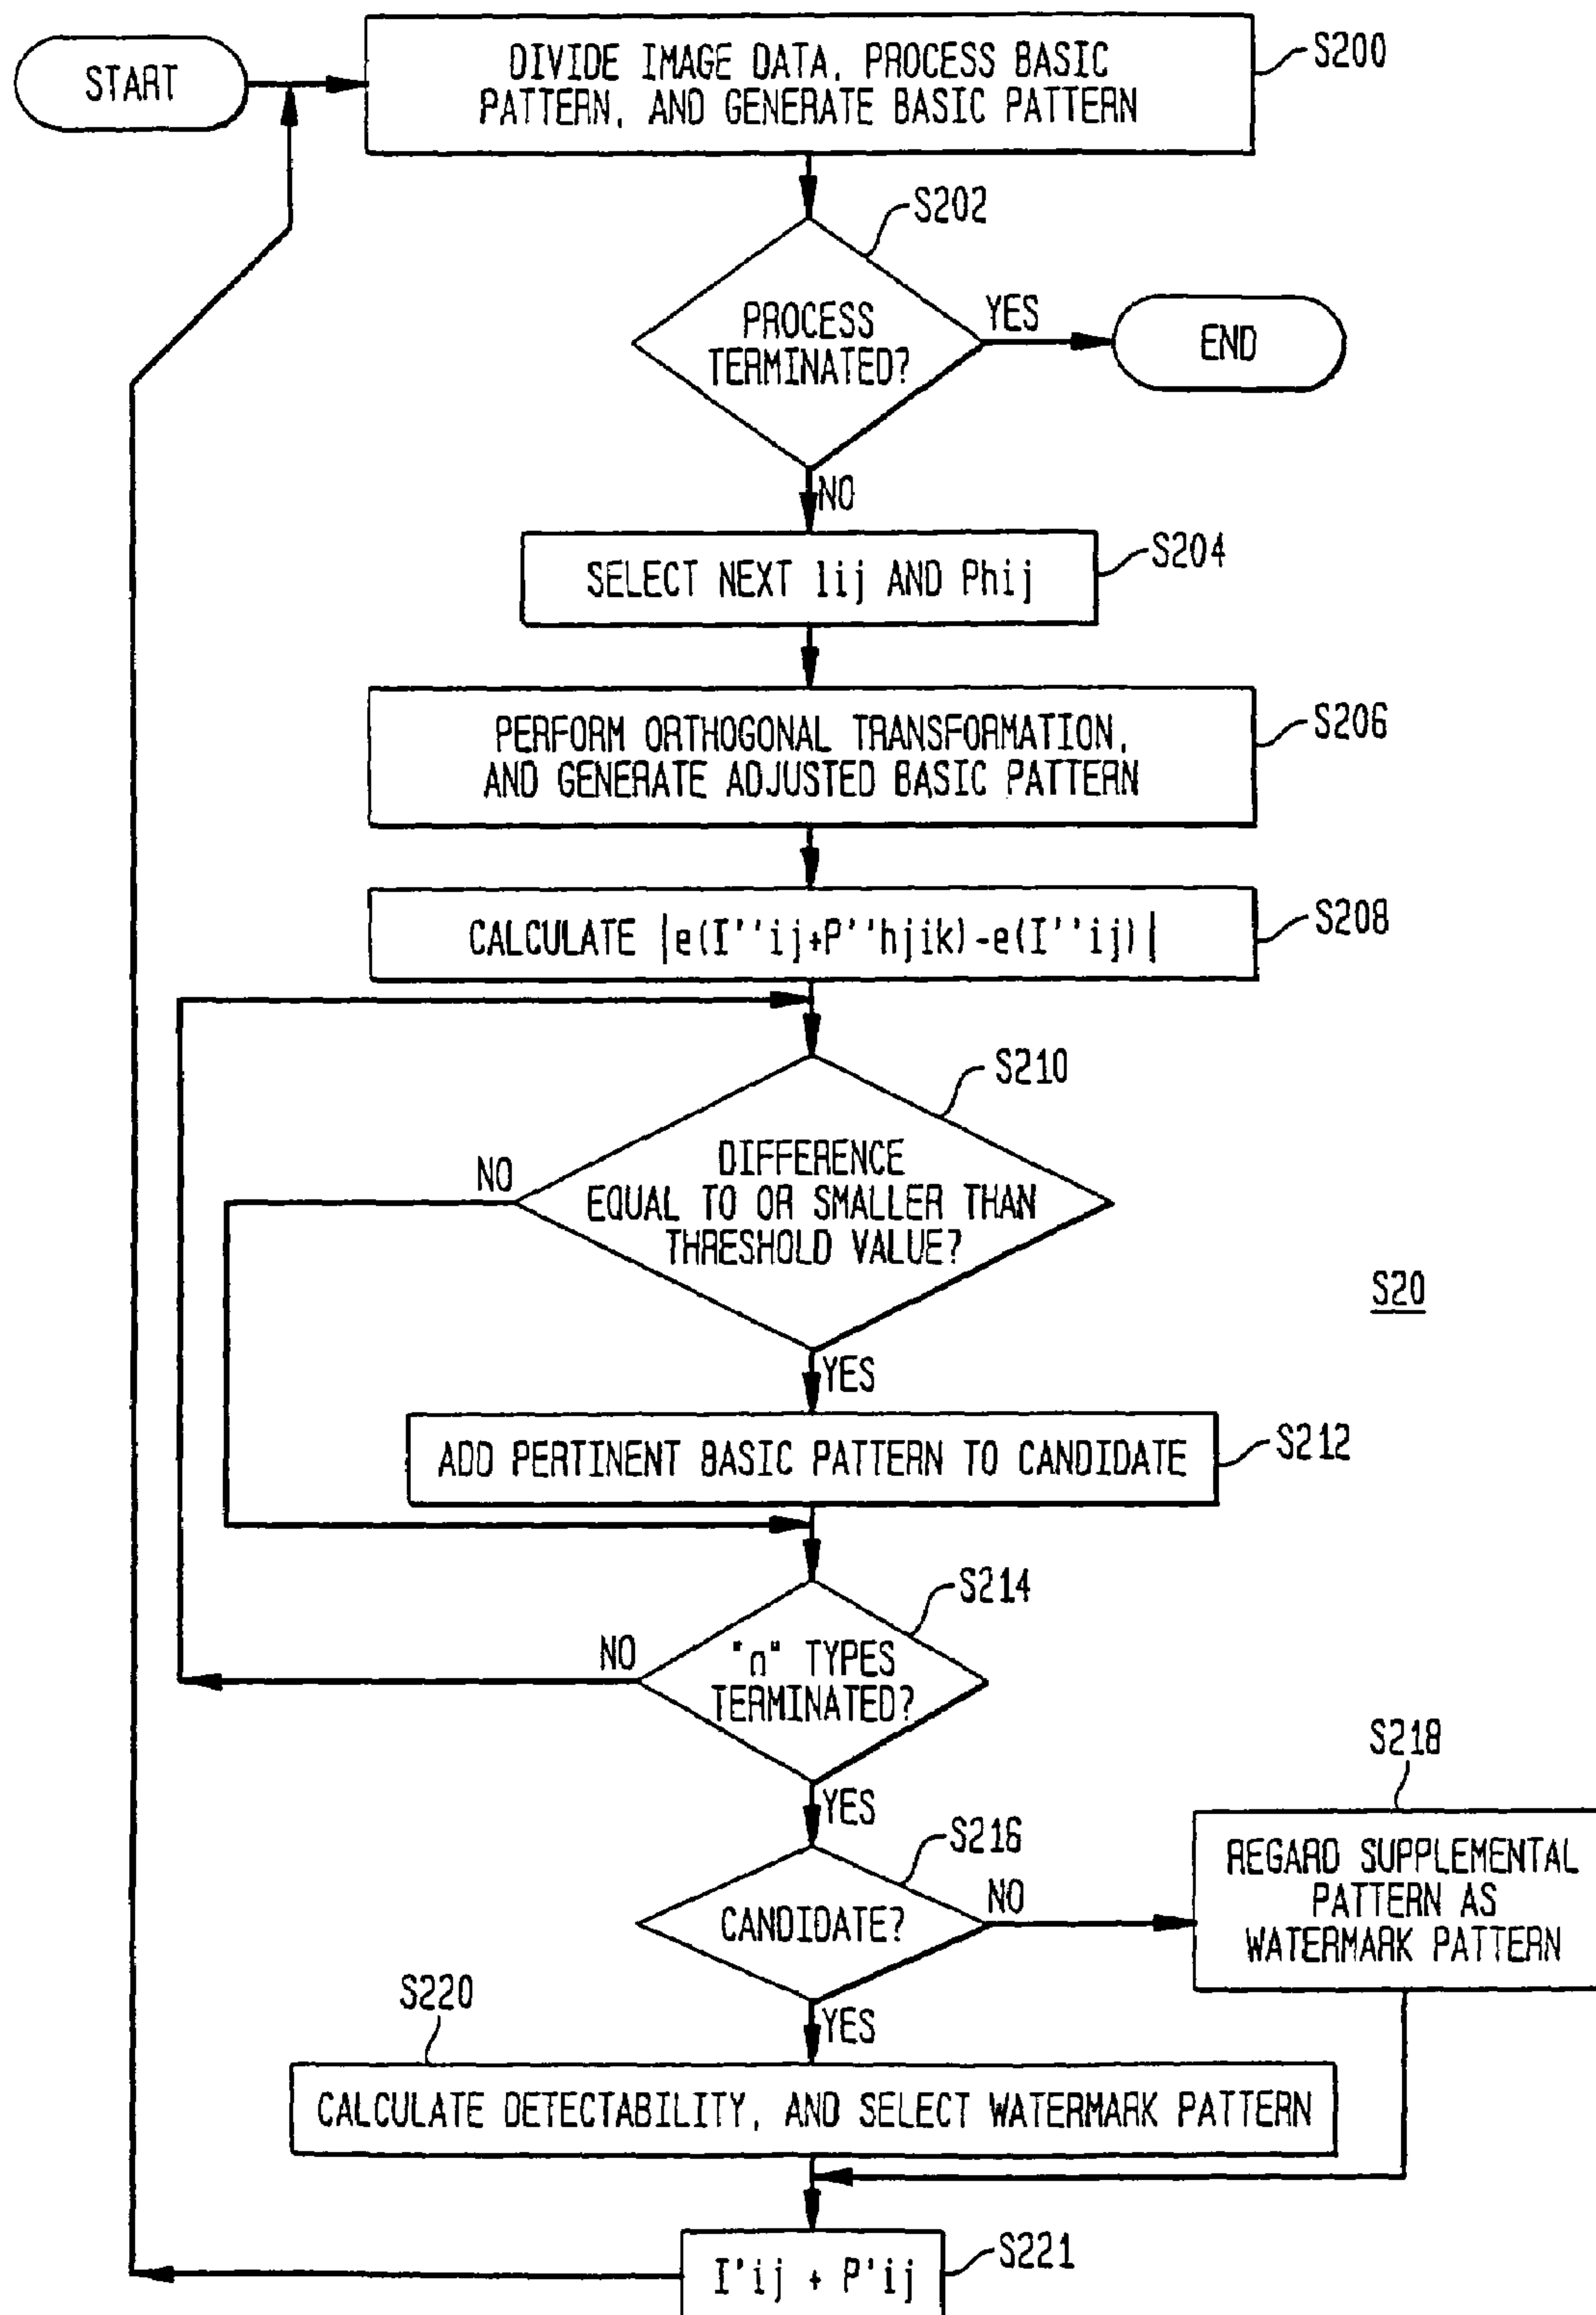 START
DIVIDE IMAGE DATA, PROCESS BASIC
PATTERN, AND GENERATE BASIC PATTERN
S200
S202
PROCESS
TERMINATED?
YES
END
NO
SELECT NEXT lij AND Phij
S204
PERFORM ORTHOGONAL TRANSFORMATION,
AND GENERATE ADJUSTED BASIC PATTERN
S206
CALCULATE |e(I''ij+P''hjik)-e(I''ij)|
S208
S210
DIFFERENCE
EQUAL TO OR SMALLER THAN
THRESHOLD VALUE?
NO
S20
YES
ADD PERTINENT BASIC PATTERN TO CANDIDATE
S212
S214
"n" TYPES
TERMINATED?
NO
YES
S216
CANDIDATE?
NO
S218
REGARD SUPPLEMENTAL
PATTERN AS
WATERMARK PATTERN
YES
S220
CALCULATE DETECTABILITY, AND SELECT WATERMARK PATTERN
I'ij + P'ij
S221